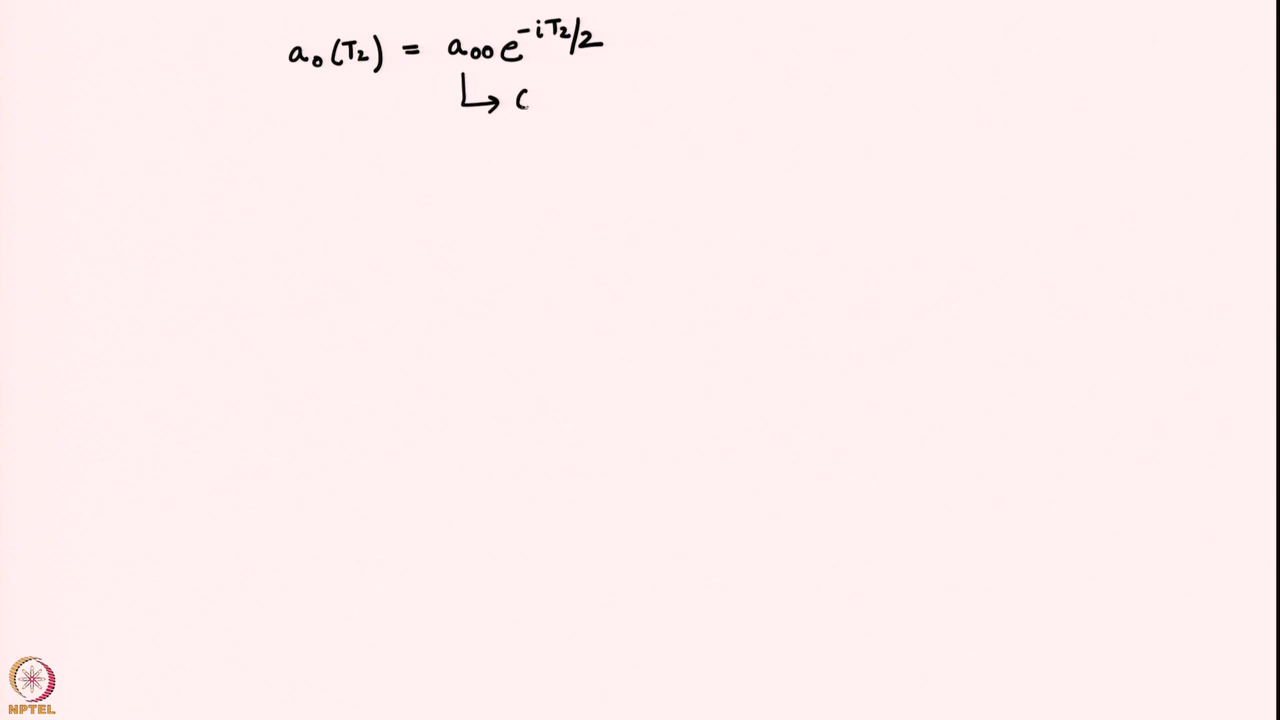 a₀(T₂) = a₀₀ e^{-iT₂/2}
↳ C
NPTEL